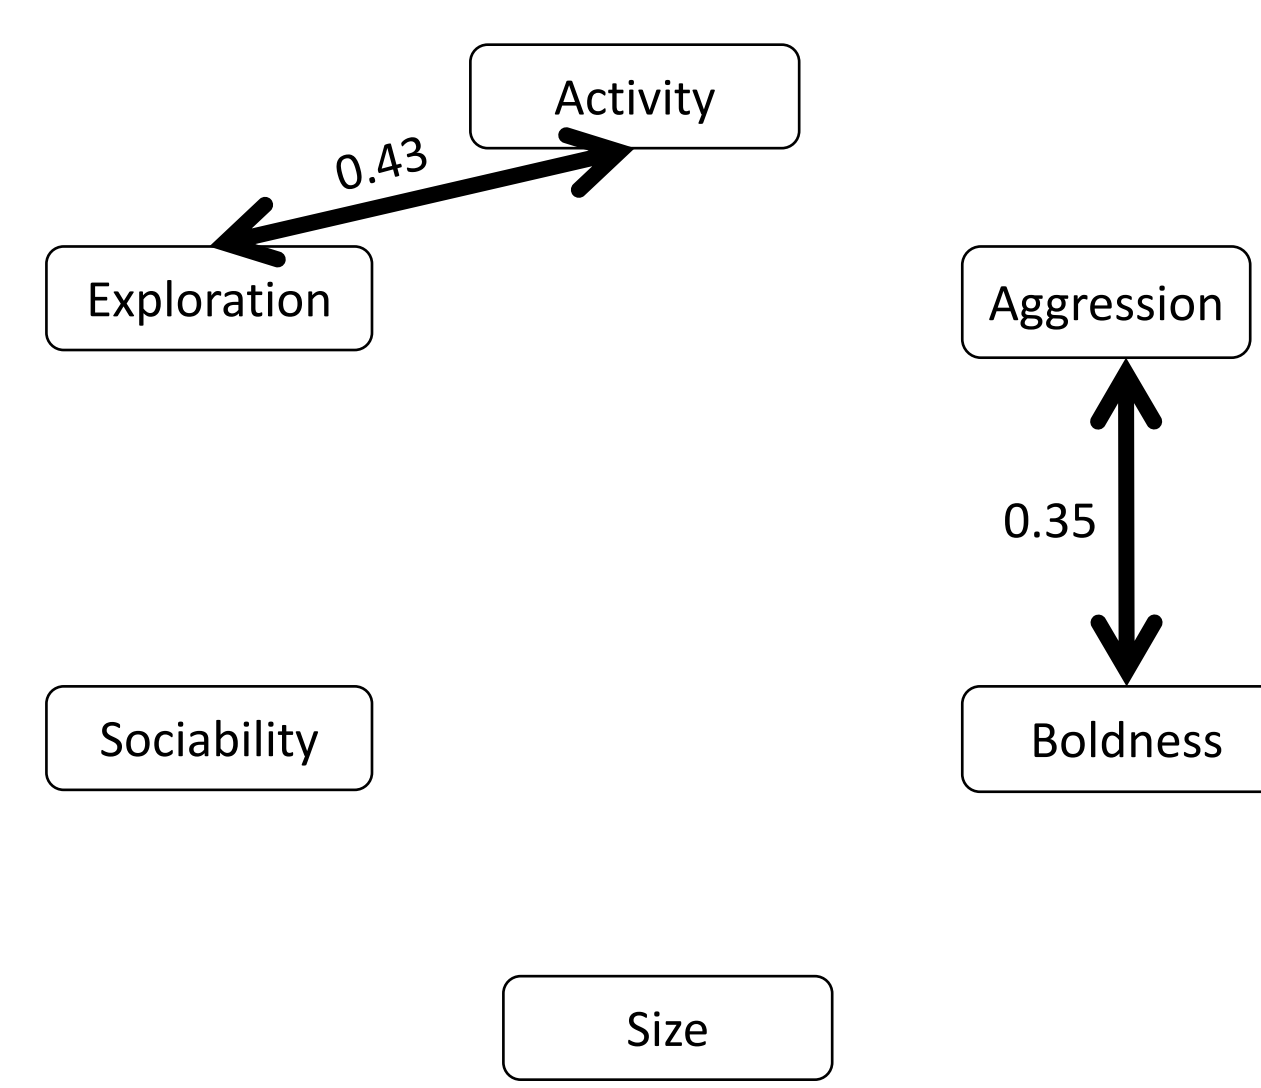 Activity
0.43
Exploration
Aggression
0.35
Sociability
Boldness
Size